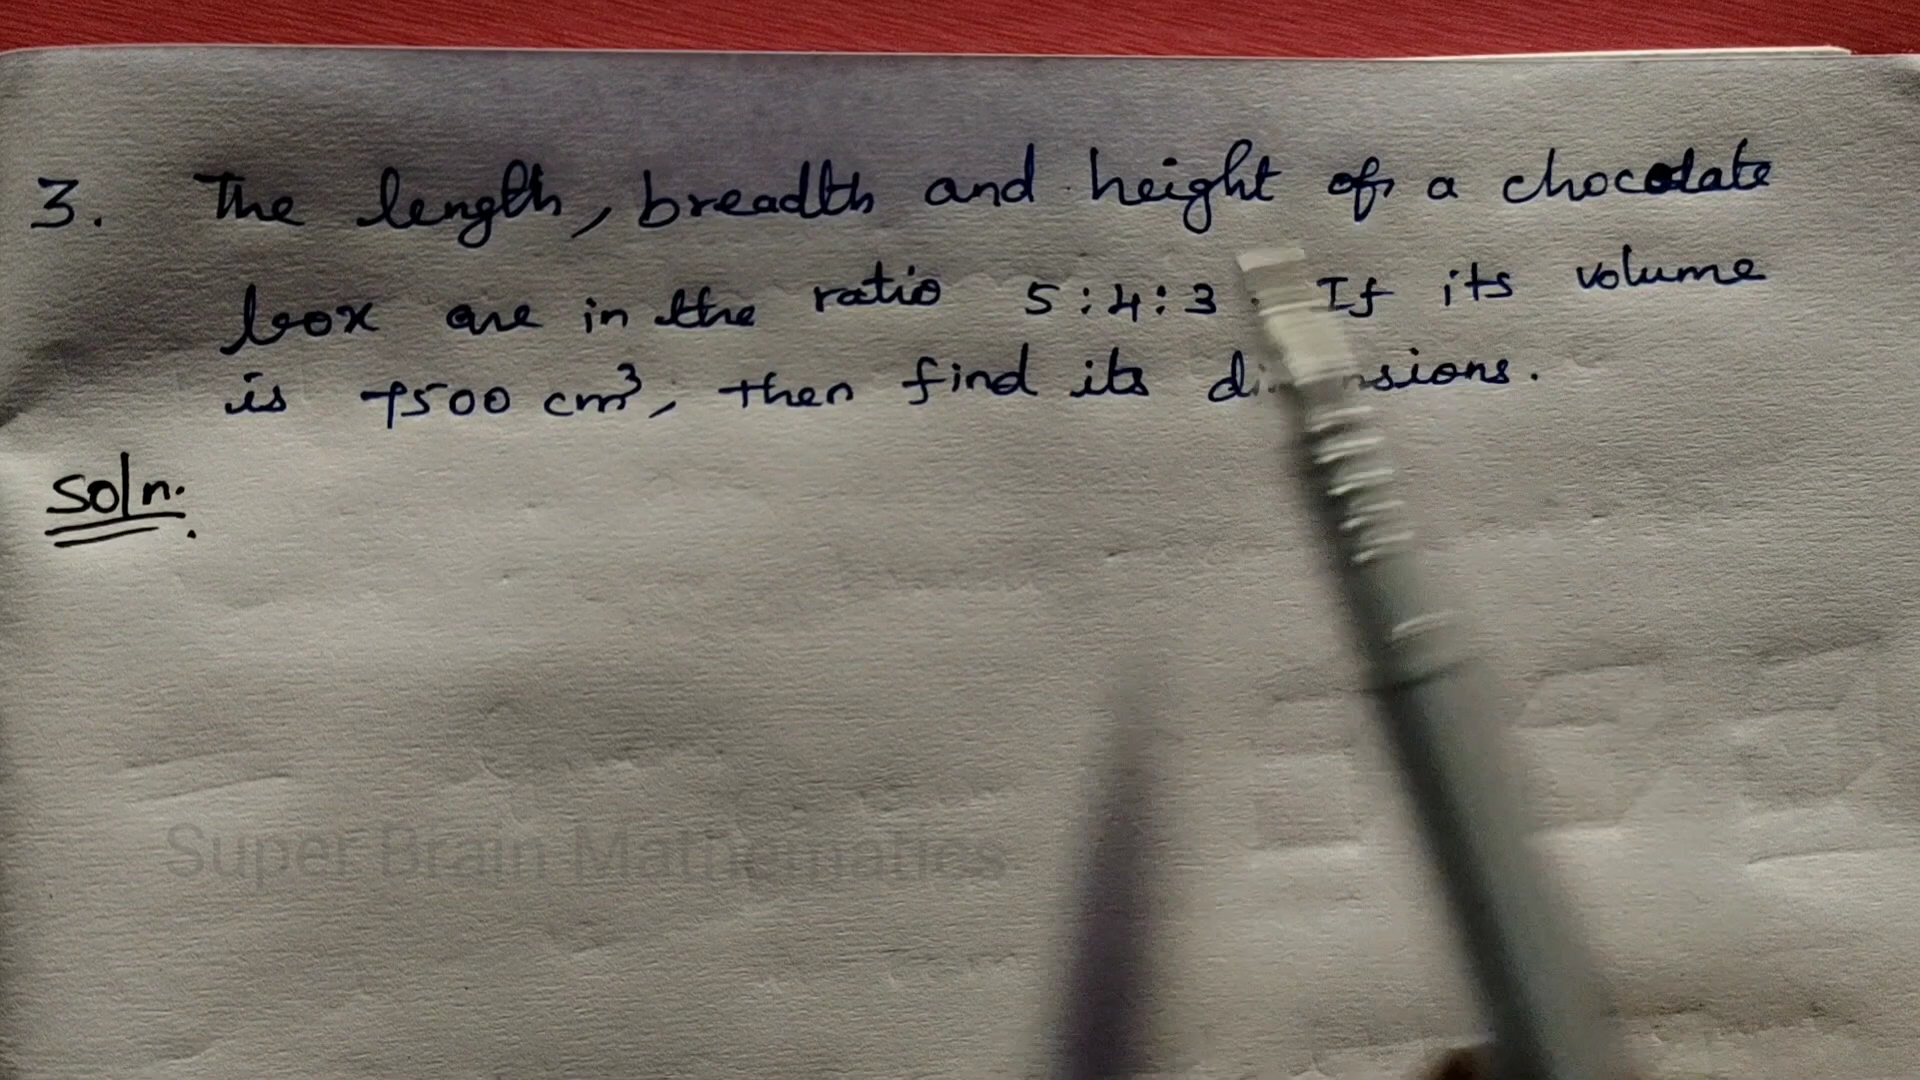 3. The length, breadth and height of a chocolate
box are in the ratio 5:4:3. If its volume
is 7500 cm³, then find its
Soln.
Super Brain Mathematics